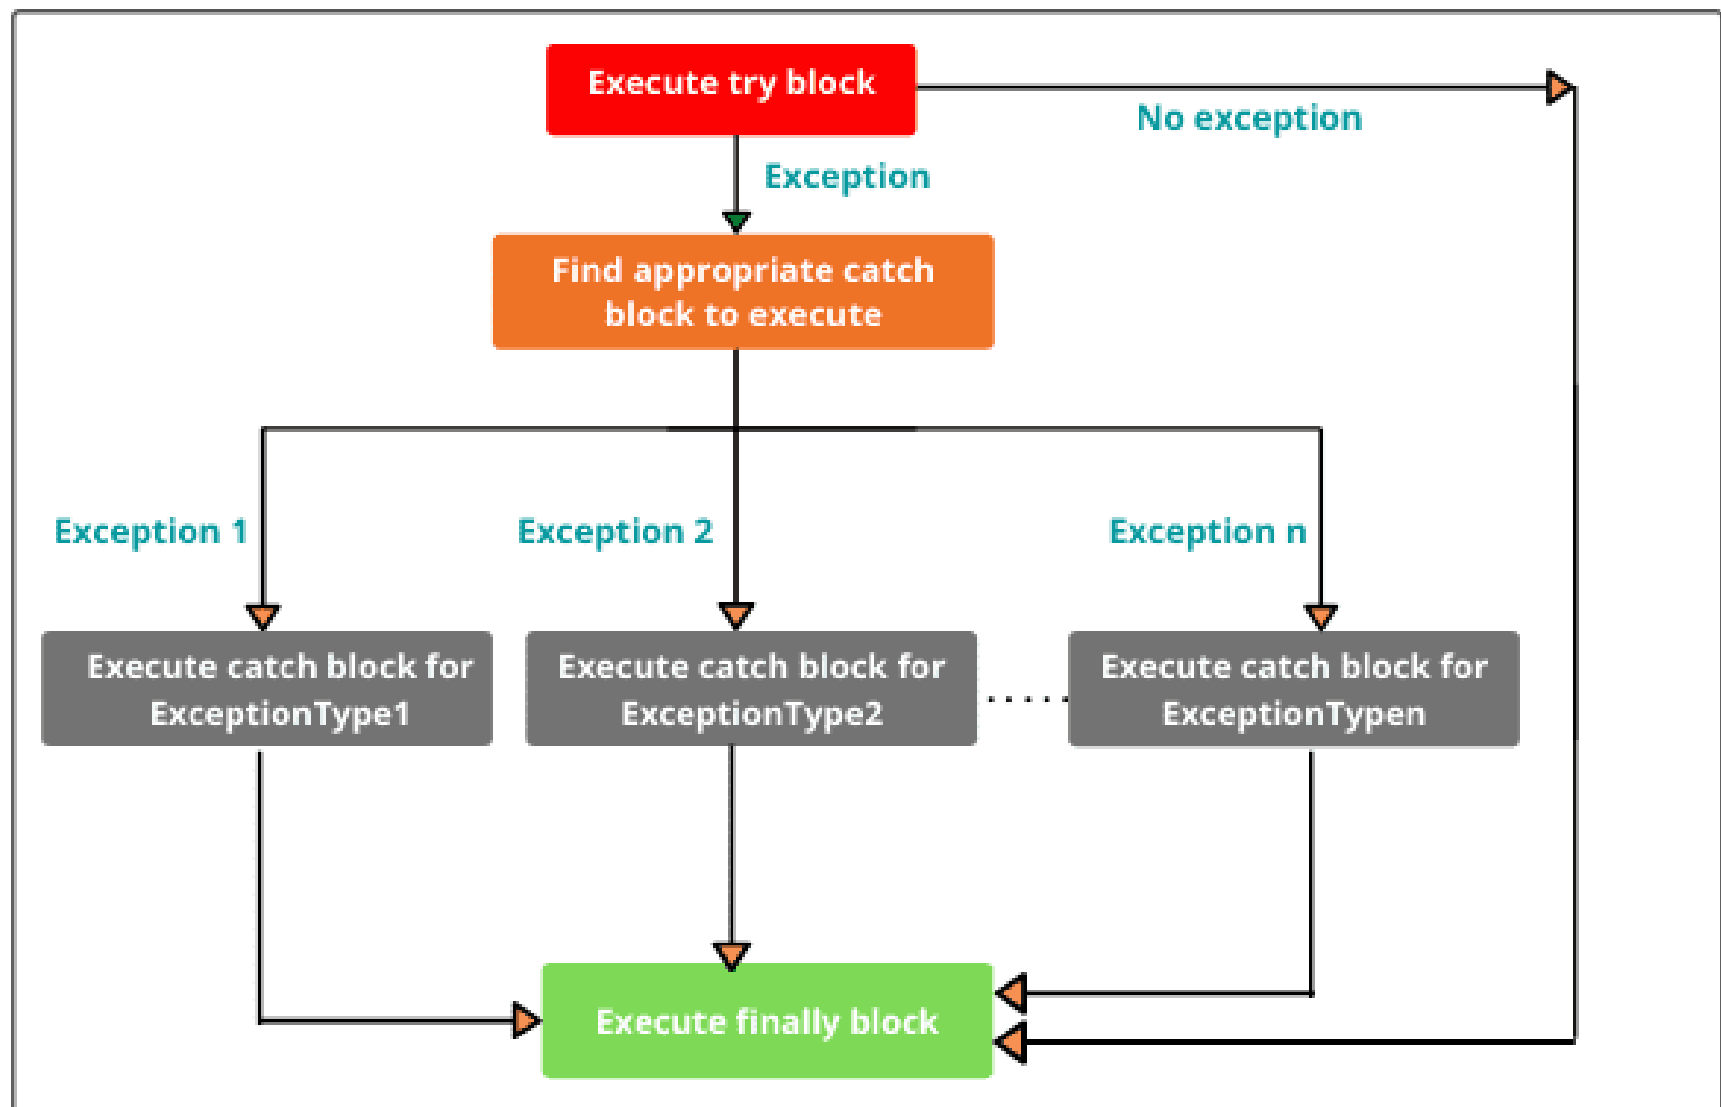 Execute try block
No exception
Exception
Find appropriate catch
block to execute
Exception 1
Exception 2
Exception n
Execute catch block for
ExceptionType1
Execute catch block for
ExceptionType2
.....
Execute catch block for
ExceptionTypen
Execute finally block